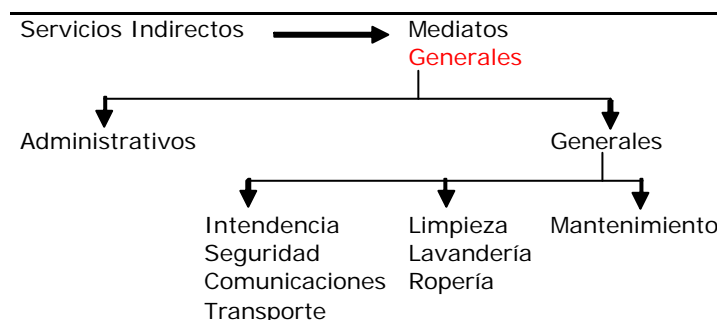 Servicios Indirectos Mediatos
Generales
Administrativos Generales
Intendencia Limpieza Mantenimiento
Seguridad Lavandería
Comunicaciones Ropería
Transporte